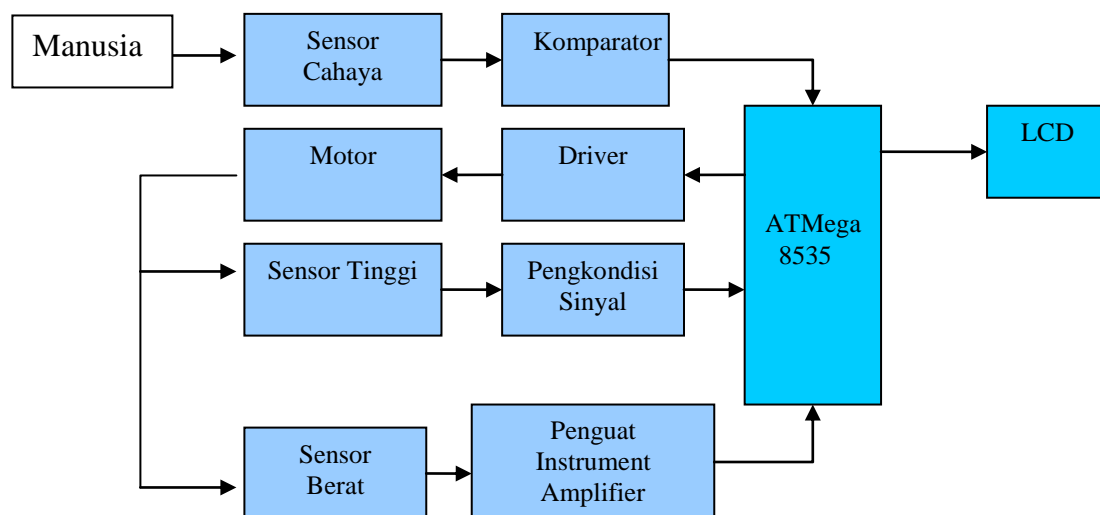 Manusia
Sensor
Cahaya
Komparator
LCD
Motor
Driver
ATMega
8535
Sensor Tinggi
Pengkondisi
Sinyal
Sensor
Berat
Penguat
Instrument
Amplifier